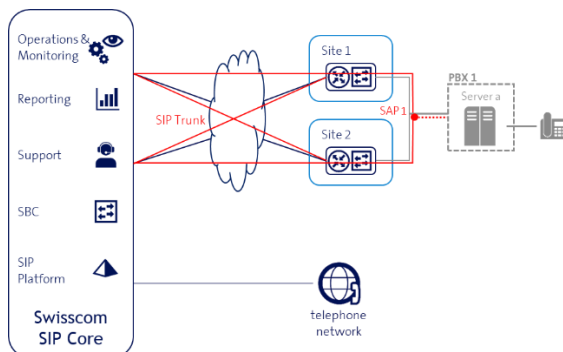 Operations &
Monitoring
Reporting
Support
SBC
SIP
Platform
Swisscom
SIP Core
SIP Trunk
Site 1
Site 2
SAP 1
PBX 1
Server a
telephone
network